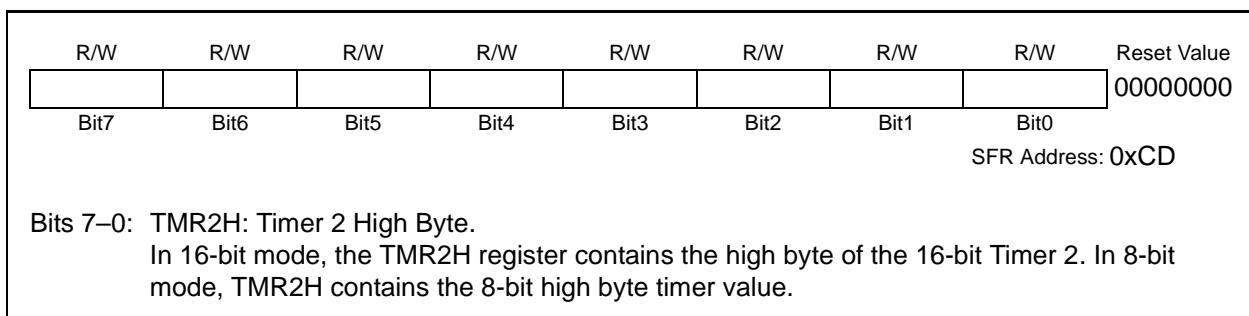 R/W R/W R/W R/W R/W R/W R/W R/W Reset Value
00000000
Bit7 Bit6 Bit5 Bit4 Bit3 Bit2 Bit1 Bit0
SFR Address: 0xCD
Bits 7–0: TMR2H: Timer 2 High Byte.
In 16-bit mode, the TMR2H register contains the high byte of the 16-bit Timer 2. In 8-bit
mode, TMR2H contains the 8-bit high byte timer value.